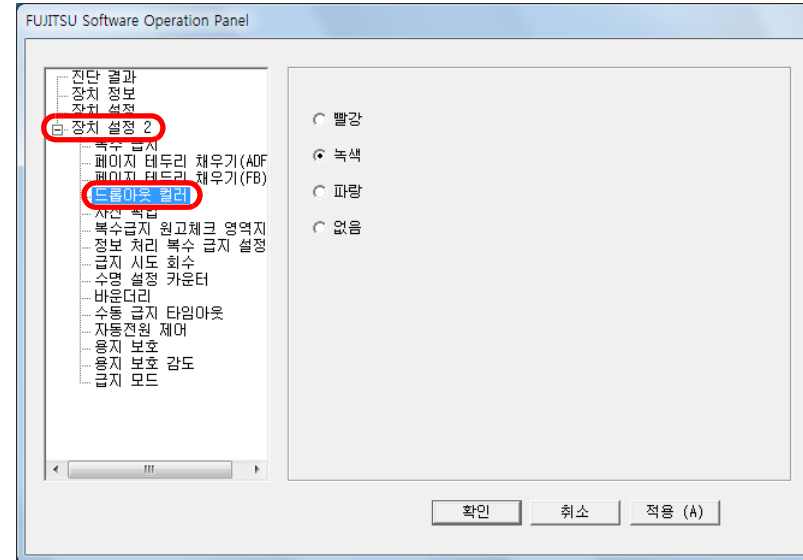 FUJITSU Software Operation Panel
진단 결과
장치 정보
장치 설정
장치 설정 2
복수 급지
페이지 테두리 채우기(ADF
페이지 테두리 채우기(FB)
드롭아웃 컬러
사전 픽업
복수급지 원고체크 영역지
정보 처리 복수 급지 설정
급지 시도 회수
수명 설정 카운터
바운더리
수동 급지 타임아웃
자동전원 제어
용지 보호
용지 보호 감도
급지 모드
빨강
녹색
파랑
없음
확인
취소
적용 (A)